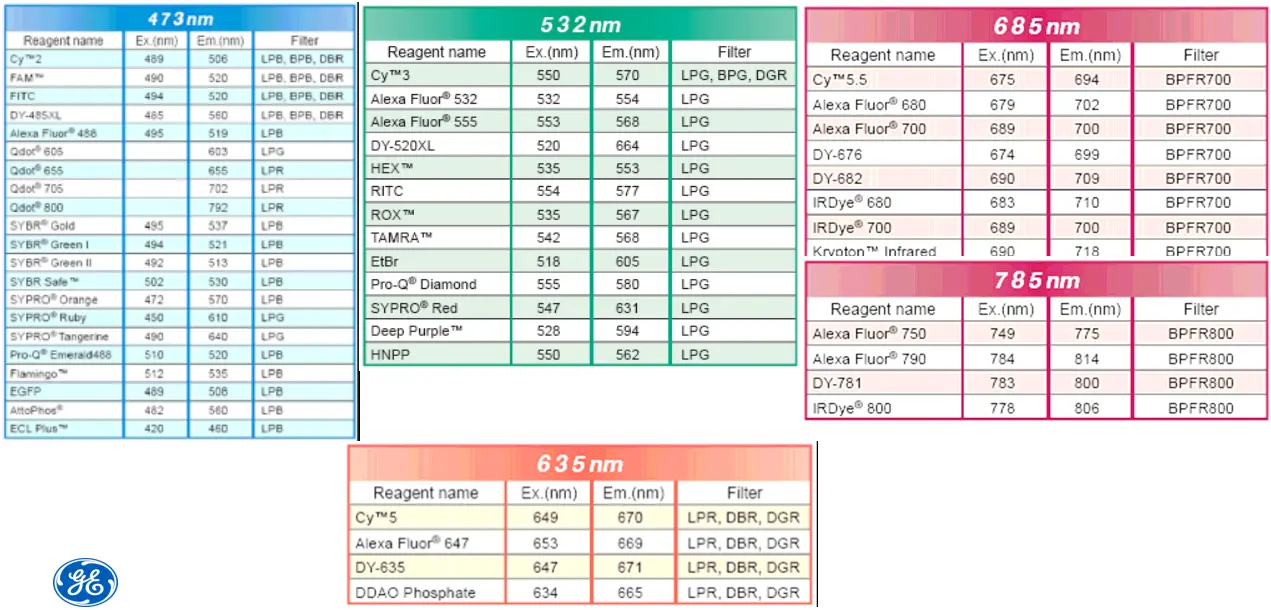 473nm
Reagent name Ex.(nm) Em.(nm) Filter
Cy™2 489 506 LPB, BPB, DBR
FAM™ 490 520 LPB, BPB, DBR
FITC 494 520 LPB, BPB, DBR
DY-485XL 485 560 LPB, BPB, DBR
Alexa Fluor® 488 495 519 LPB
Qdot® 605 603 LPG
Qdot® 655 655 LPR
Qdot® 705 702 LPR
Qdot® 800 792 LPR
SYBR® Gold 495 537 LPB
SYBR® Green I 494 521 LPB
SYBR® Green II 492 513 LPB
SYBR Safe™ 502 530 LPB
SYPRO® Orange 472 570 LPB
SYPRO® Ruby 450 610 LPG
SYPRO® Tangerine 490 640 LPG
Pro-Q® Emerald488 510 520 LPB
Flamingo™ 512 535 LPB
EGFP 489 508 LPB
AttoPhos® 482 560 LPB
ECL Plus™ 420 460 LPB
532nm
Reagent name Ex.(nm) Em.(nm) Filter
Cy™3 550 570 LPG, BPG, DGR
Alexa Fluor® 532 532 554 LPG
Alexa Fluor® 555 553 568 LPG
DY-520XL 520 664 LPG
HEX™ 535 553 LPG
RITC 554 577 LPG
ROX™ 535 567 LPG
TAMRA™ 542 568 LPG
EtBr 518 605 LPG
Pro-Q® Diamond 555 580 LPG
SYPRO® Red 547 631 LPG
Deep Purple™ 528 594 LPG
HNPP 550 562 LPG
685nm
Reagent name Ex.(nm) Em.(nm) Filter
Cy™5.5 675 694 BPFR700
Alexa Fluor® 680 679 702 BPFR700
Alexa Fluor® 700 689 700 BPFR700
DY-676 674 699 BPFR700
DY-682 690 709 BPFR700
IRDye® 680 683 710 BPFR700
IRDye® 700 689 700 BPFR700
Krypton™ Infrared 690 718 BPFR700
785nm
Reagent name Ex.(nm) Em.(nm) Filter
Alexa Fluor® 750 749 775 BPFR800
Alexa Fluor® 790 784 814 BPFR800
DY-781 783 800 BPFR800
IRDye® 800 778 806 BPFR800
635nm
Reagent name Ex.(nm) Em.(nm) Filter
Cy™5 649 670 LPR, DBR, DGR
Alexa Fluor® 647 653 669 LPR, DBR, DGR
DY-635 647 671 LPR, DBR, DGR
DDAO Phosphate 634 665 LPR, DBR, DGR
GE